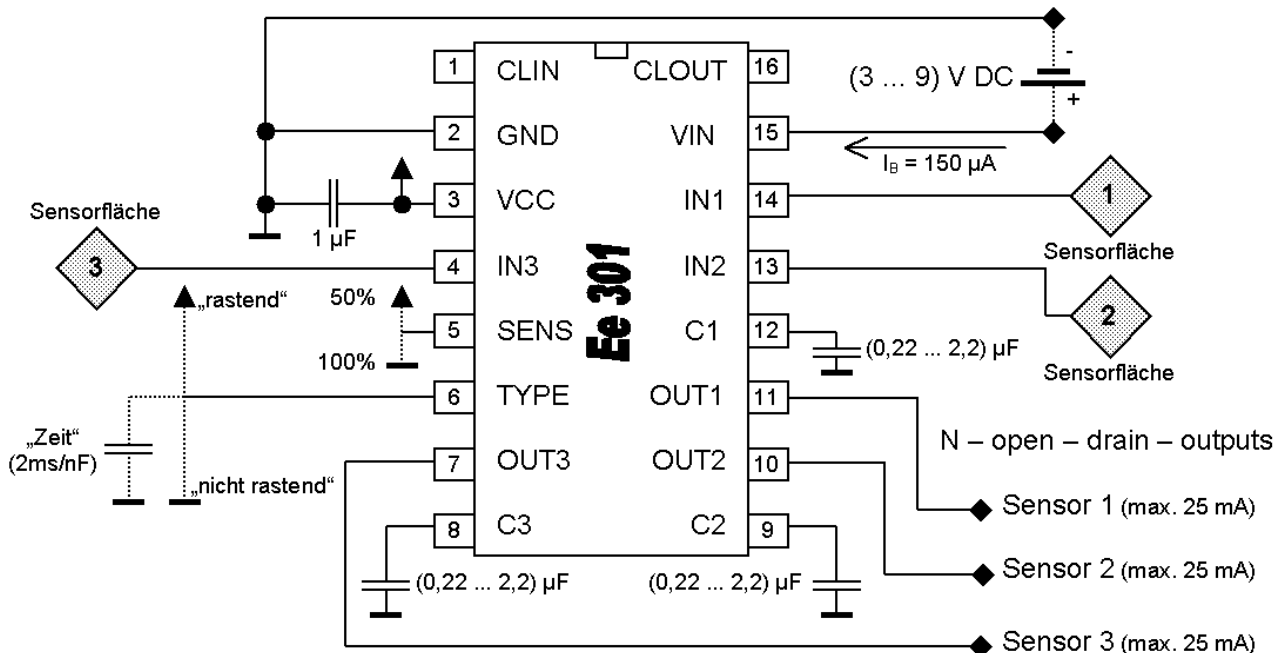 1 CLIN CLOUT 16
(3 ... 9) V DC
-
+
2 GND VIN 15
I_B = 150 µA
3 VCC IN1 14
1 µF
Sensorfläche
3
1
Sensorfläche
4 IN3 IN2 13
Ee 301
„rastend“
50%
5 SENS C1 12
100%
(0,22 ... 2,2) µF
2
Sensorfläche
6 TYPE OUT1 11
„Zeit“
(2ms/nF)
N – open – drain – outputs
7 OUT3 OUT2 10
„nicht rastend“
Sensor 1 (max. 25 mA)
8 C3 C2 9
(0,22 ... 2,2) µF
(0,22 ... 2,2) µF
Sensor 2 (max. 25 mA)
Sensor 3 (max. 25 mA)